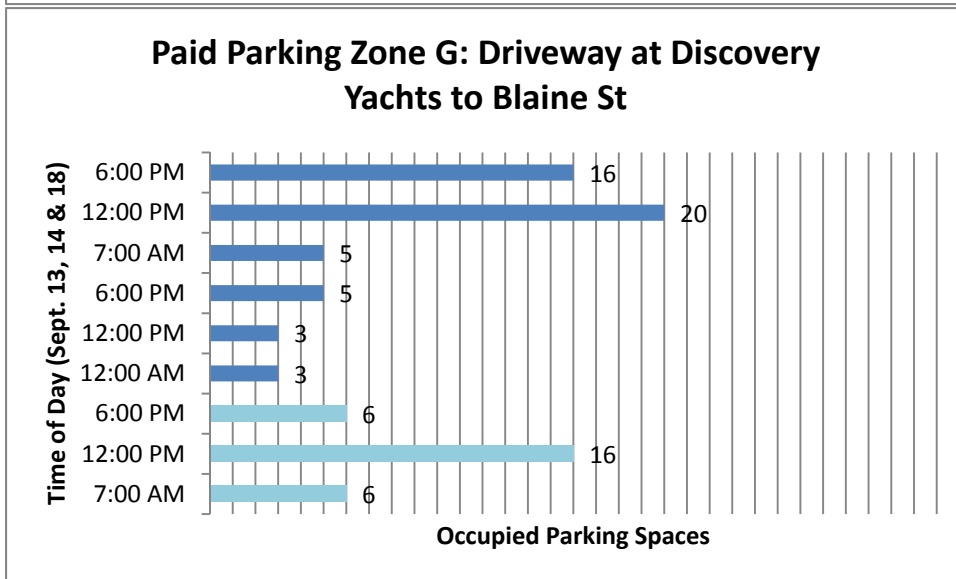 Paid Parking Zone G: Driveway at Discovery
Yachts to Blaine St
Time of Day (Sept. 13, 14 & 18)
6:00 PM 16
12:00 PM 20
7:00 AM 5
6:00 PM 5
12:00 PM 3
12:00 AM 3
6:00 PM 6
12:00 PM 16
7:00 AM 6
Occupied Parking Spaces